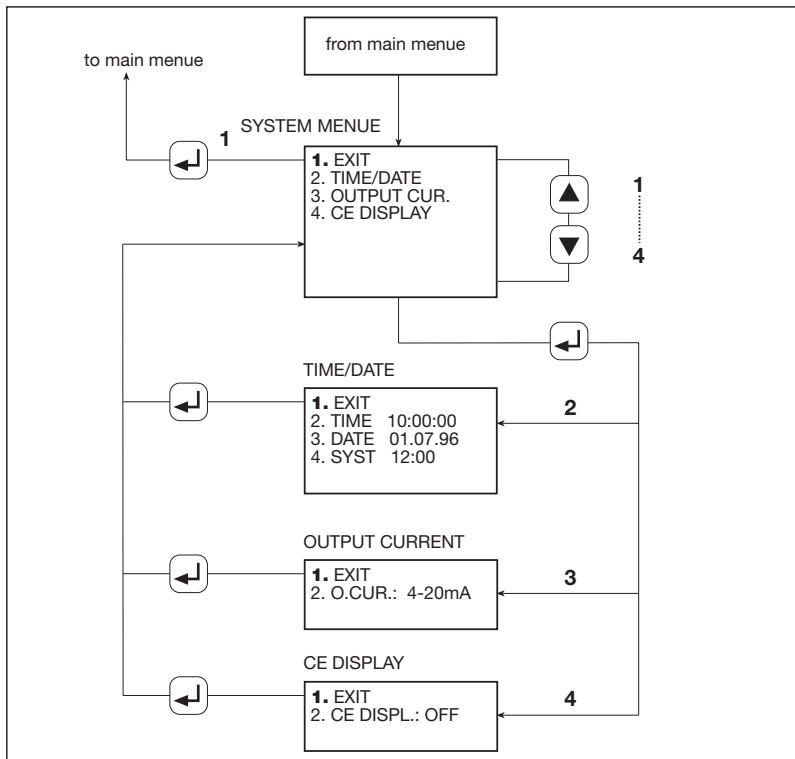 from main menue
to main menue
SYSTEM MENUE
1
1. EXIT
2. TIME/DATE
3. OUTPUT CUR.
4. CE DISPLAY
1
4
TIME/DATE
1. EXIT
2. TIME 10:00:00
3. DATE 01.07.96
4. SYST 12:00
2
OUTPUT CURRENT
1. EXIT
2. O.CUR.: 4-20mA
3
CE DISPLAY
1. EXIT
2. CE DISPL.: OFF
4